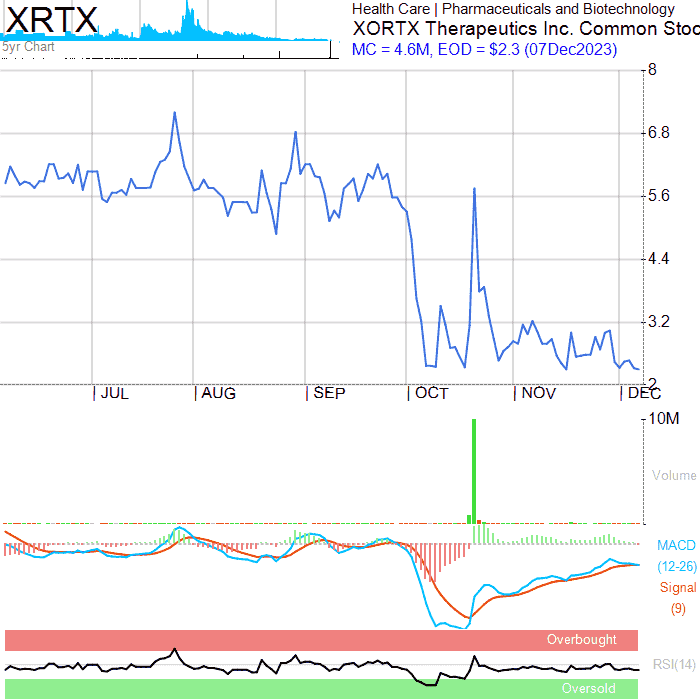 XRTX
5yr Chart
Health Care | Pharmaceuticals and Biotechnology
XORTX Therapeutics Inc. Common Stoc
MC = 4.6M, EOD = $2.3 (07Dec2023)
8
6.8
5.6
4.4
3.2
2
JUL AUG SEP OCT NOV DEC
10M
Volume
MACD
(12-26)
Signal
(9)
Overbought
RSI(14)
Oversold